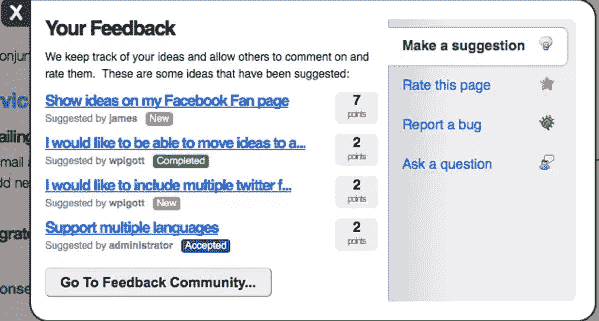 X
Your Feedback
We keep track of your ideas and allow others to comment on and
rate them. These are some ideas that have been suggested:
Show ideas on my Facebook Fan page
Suggested by james New
7
points
I would like to be able to move ideas to a...
Suggested by wpigott Completed
2
points
I would like to include multiple twitter f...
Suggested by wpigott New
2
points
Support multiple languages
Suggested by administrator Accepted
2
points
Go To Feedback Community...
Make a suggestion
Rate this page
Report a bug
Ask a question